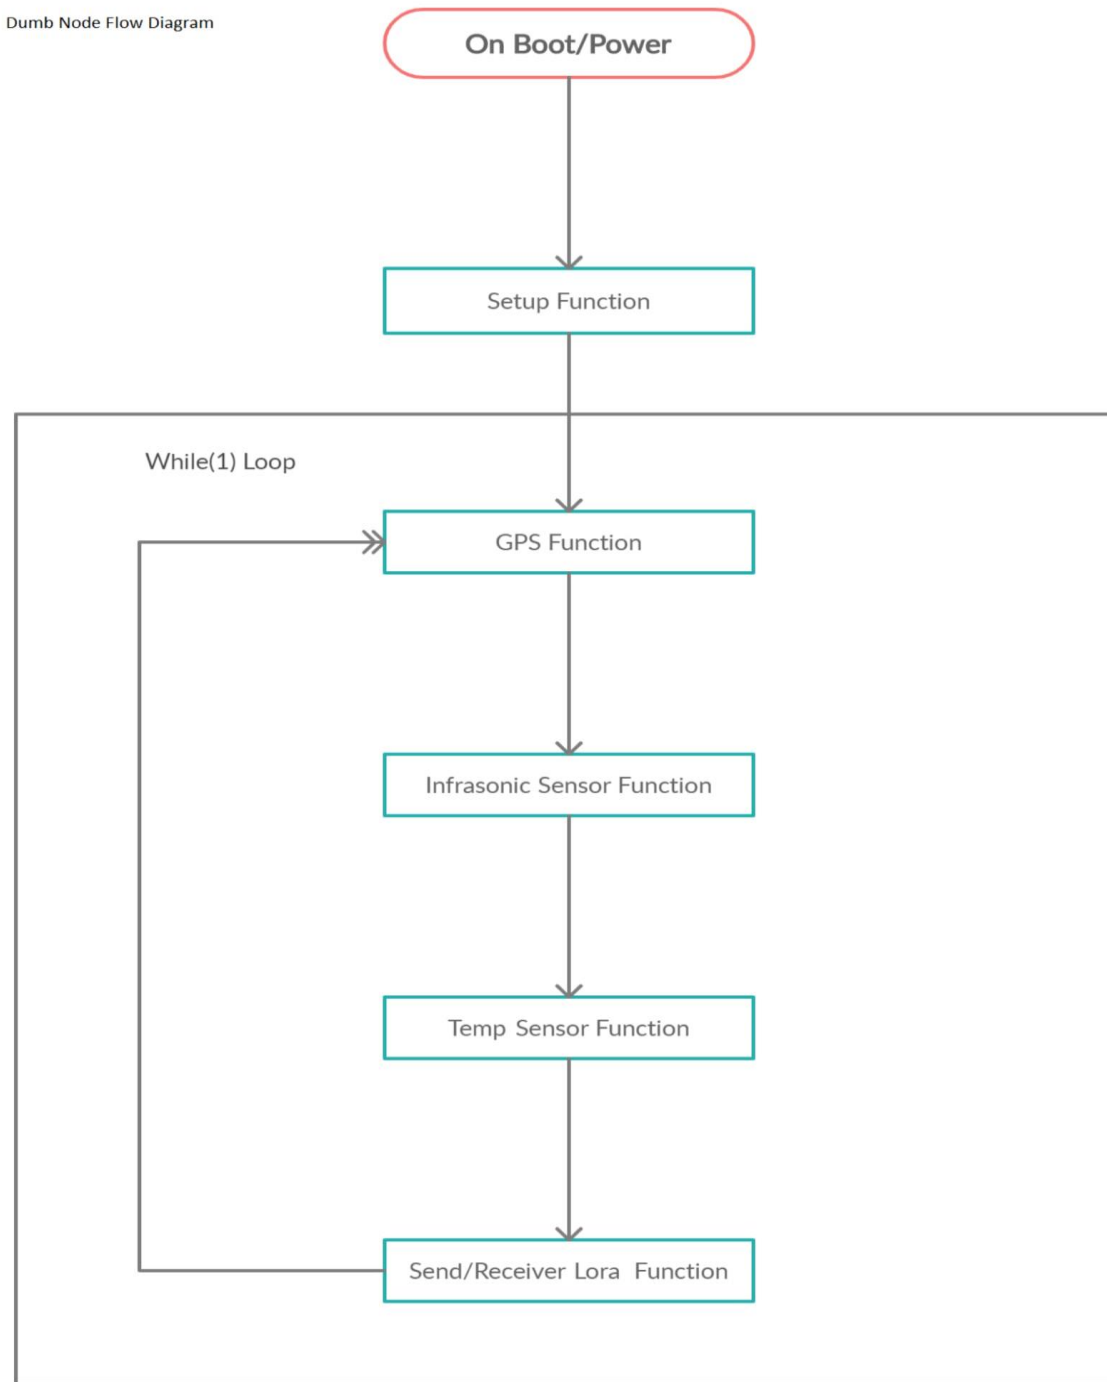 Dumb Node Flow Diagram
On Boot/Power
Setup Function
While(1) Loop
GPS Function
Infrasonic Sensor Function
Temp Sensor Function
Send/Receiver Lora Function